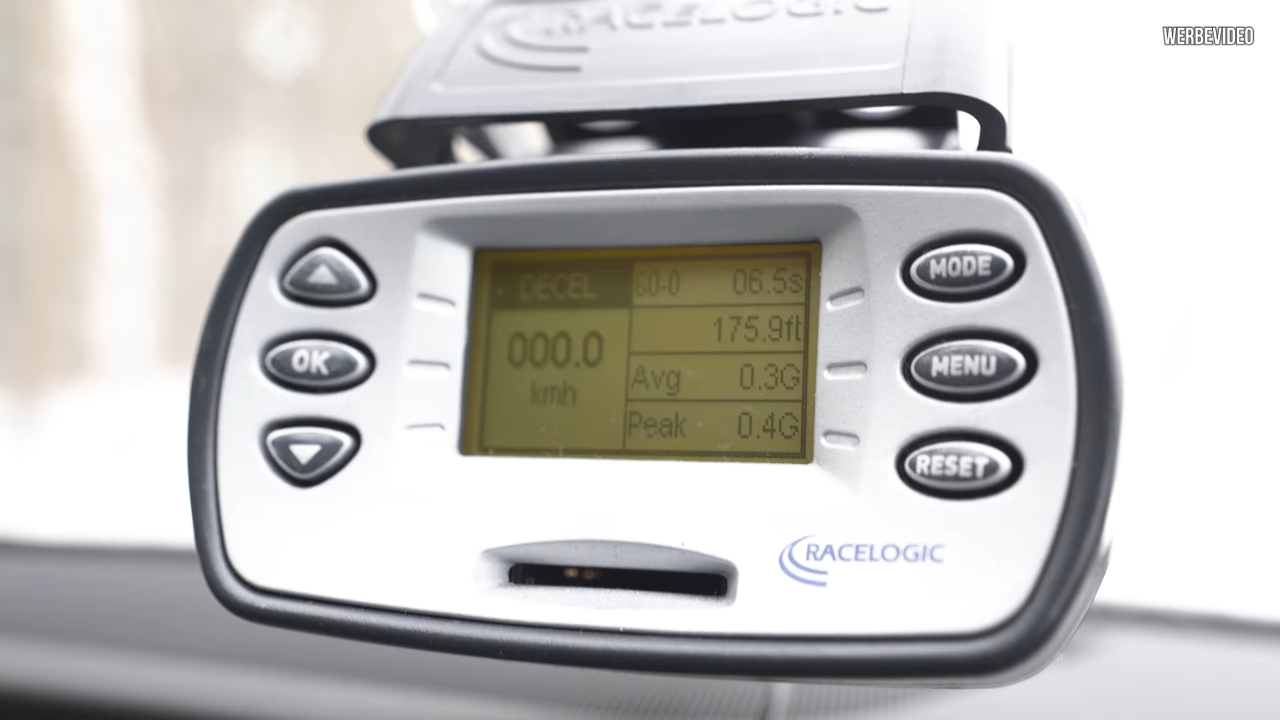 WERBEVIDEO
RACELOGIC
DECEL
60-0 06.5s
175.9ft
000.0
kmh
Avg 0.3G
Peak 0.4G
OK
MODE
MENU
RESET
RACELOGIC